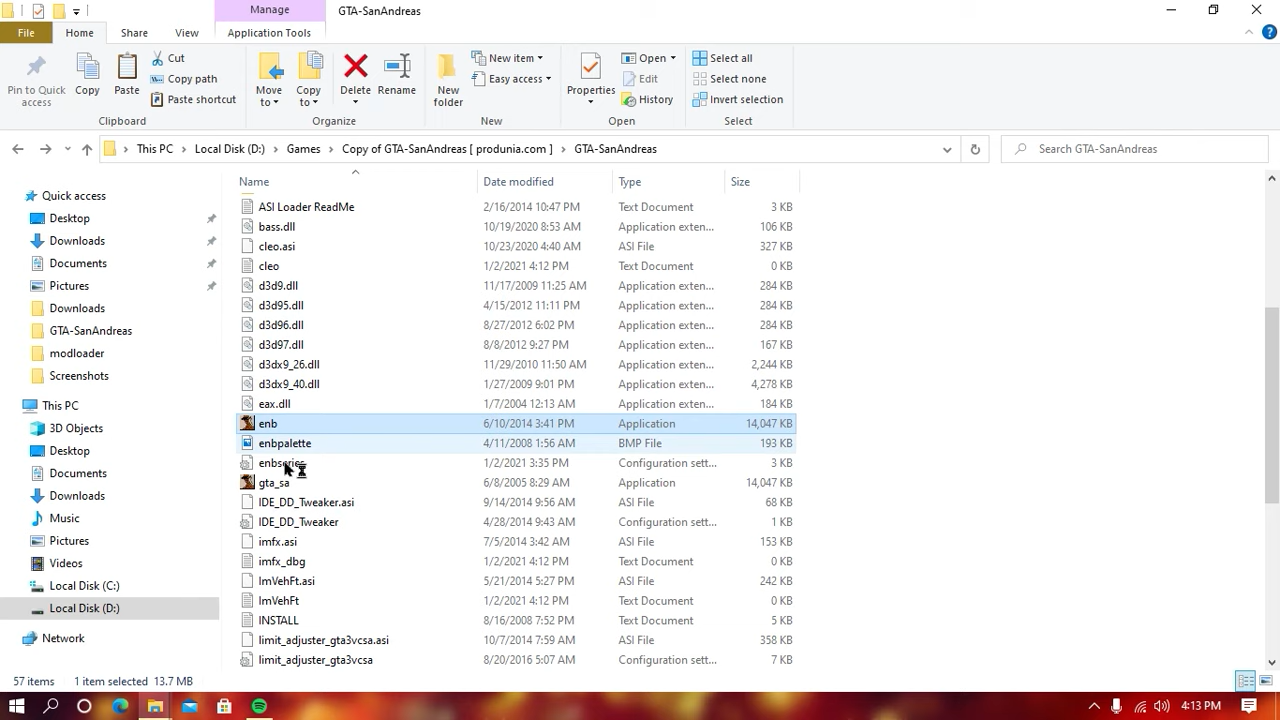 Manage
GTA-SanAndreas
File
Home
Share
View
Application Tools
Pin to Quick access
Copy
Paste
Cut
Copy path
Paste shortcut
Clipboard
Move to
Copy to
Delete
Rename
Organize
New folder
New item
Easy access
New
Properties
Open
Edit
History
Open
Select all
Select none
Invert selection
Select
This PC > Local Disk (D:) > Games > Copy of GTA-SanAndreas [ produnia.com ] > GTA-SanAndreas
Search GTA-SanAndreas
Quick access
Desktop
Downloads
Documents
Pictures
Downloads
GTA-SanAndreas
modloader
Screenshots
This PC
3D Objects
Desktop
Documents
Downloads
Music
Pictures
Videos
Local Disk (C:)
Local Disk (D:)
Network
Name Date modified Type Size
ASI Loader ReadMe 2/16/2014 10:47 PM Text Document 3 KB
bass.dll 10/19/2020 8:53 AM Application exten... 106 KB
cleo.asi 10/23/2020 4:40 AM ASI File 327 KB
cleo 1/2/2021 4:12 PM Text Document 0 KB
d3d9.dll 11/17/2009 11:25 AM Application exten... 284 KB
d3d95.dll 4/15/2012 11:11 PM Application exten... 284 KB
d3d96.dll 8/27/2012 6:02 PM Application exten... 284 KB
d3d97.dll 8/8/2012 9:27 PM Application exten... 167 KB
d3dx9_26.dll 11/29/2010 11:50 AM Application exten... 2,244 KB
d3dx9_40.dll 1/27/2009 9:01 PM Application exten... 4,278 KB
eax.dll 1/7/2004 12:13 AM Application exten... 184 KB
enb 6/10/2014 3:41 PM Application 14,047 KB
enbpalette 4/11/2008 1:56 AM BMP File 193 KB
enbseries 1/2/2021 3:35 PM Configuration sett... 3 KB
gta_sa 6/8/2005 8:29 AM Application 14,047 KB
IDE_DD_Tweaker.asi 9/14/2014 9:56 AM ASI File 68 KB
IDE_DD_Tweaker 4/28/2014 9:43 AM Configuration sett... 1 KB
imfx.asi 7/5/2014 3:42 AM ASI File 153 KB
imfx_dbg 1/2/2021 4:12 PM Text Document 0 KB
ImVehFt.asi 5/21/2014 5:27 PM ASI File 242 KB
ImVehFt 1/2/2021 4:12 PM Text Document 0 KB
INSTALL 8/16/2008 7:52 PM Text Document 5 KB
limit_adjuster_gta3vcsa.asi 10/7/2014 7:59 AM ASI File 358 KB
limit_adjuster_gta3vcsa 8/20/2016 5:07 AM Configuration sett... 7 KB
57 items 1 item selected 13.7 MB
4:13 PM